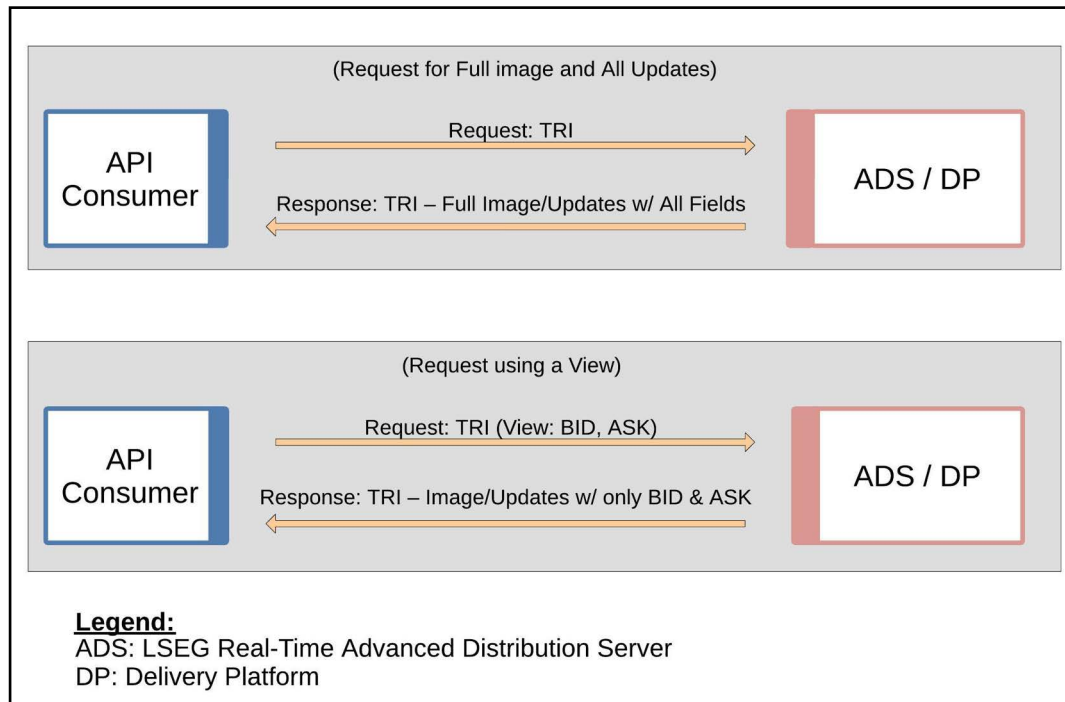 (Request for Full image and All Updates)
API
Consumer
Request: TRI
Response: TRI – Full Image/Updates w/ All Fields
ADS / DP
(Request using a View)
API
Consumer
Request: TRI (View: BID, ASK)
Response: TRI – Image/Updates w/ only BID & ASK
ADS / DP
Legend:
ADS: LSEG Real-Time Advanced Distribution Server
DP: Delivery Platform